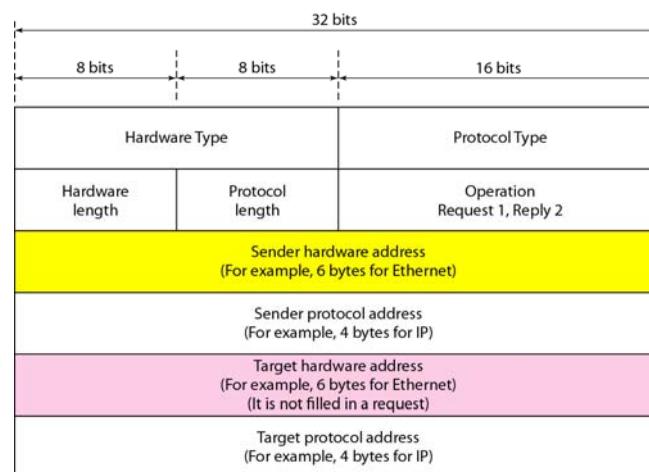 32 bits
8 bits 8 bits 16 bits
Hardware Type Protocol Type
Hardware length Protocol length Operation Request 1, Reply 2
Sender hardware address
(For example, 6 bytes for Ethernet)
Sender protocol address
(For example, 4 bytes for IP)
Target hardware address
(For example, 6 bytes for Ethernet)
(It is not filled in a request)
Target protocol address
(For example, 4 bytes for IP)